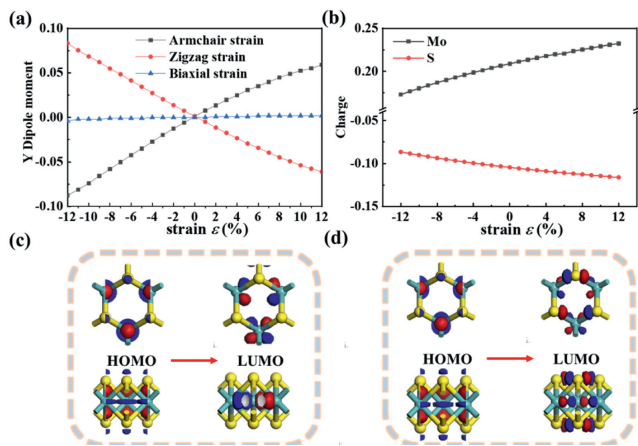 (a)
0.10
0.05
0.00
-0.05
-0.10
Y Dipole moment
Armchair strain
Zigzag strain
Biaxial strain
-12 -10 -8 -6 -4 -2 0 2 4 6 8 10 12
strain ε (%)
(b)
0.20
-0.05
-0.10
-0.15
Charge
Mo
S
-12 -8 -4 0 4 8 12
strain ε (%)
(c)
HOMO
LUMO
(d)
HOMO
LUMO